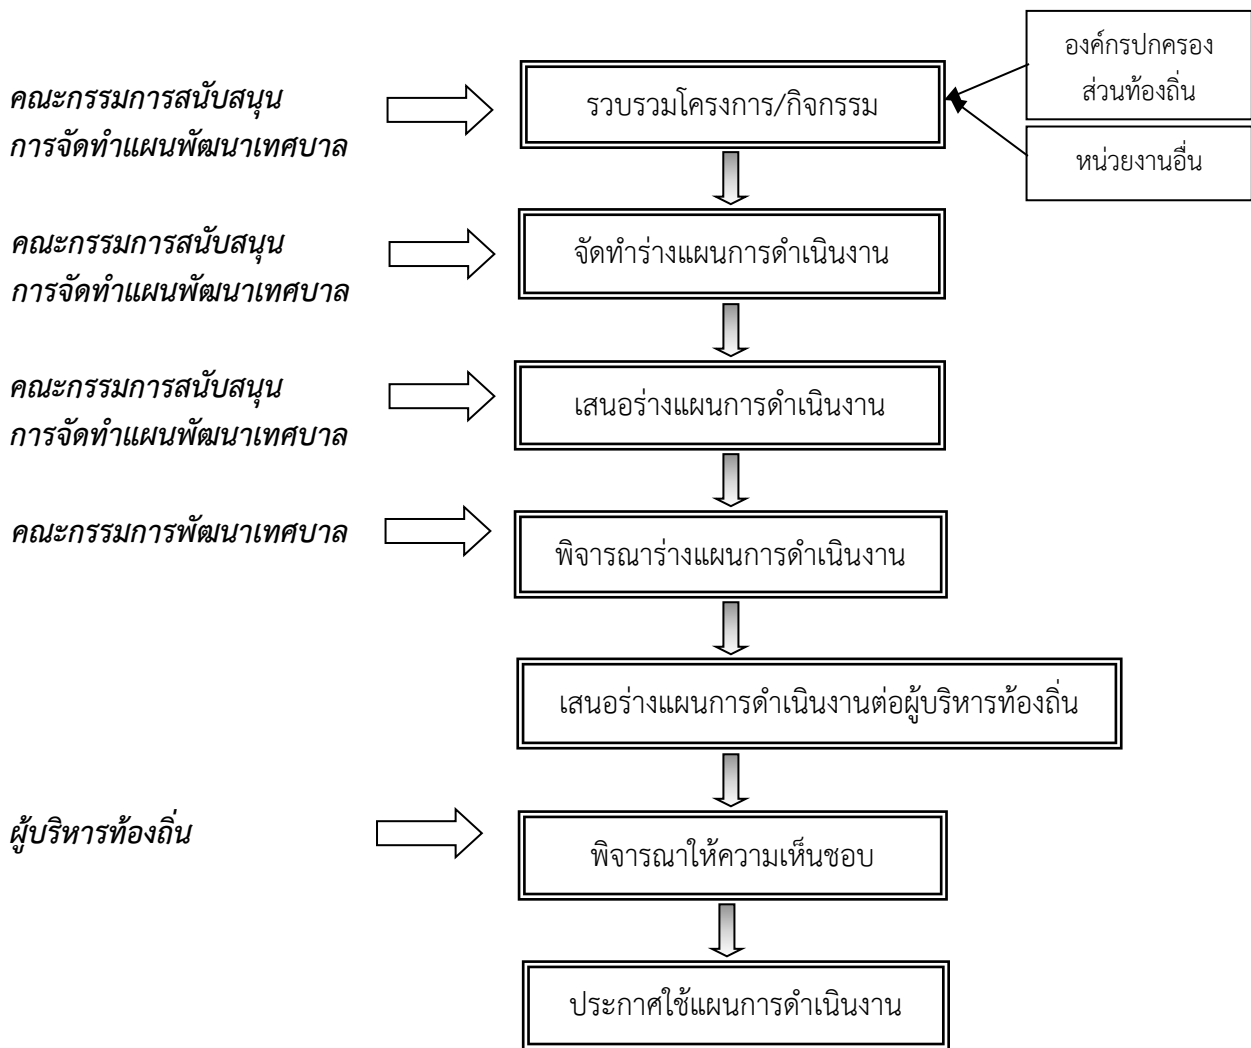 องค์กรปกครอง
ส่วนท้องถิ่น
คณะกรรมการสนับสนุน
การจัดทำแผนพัฒนาเทศบาล
รวบรวมโครงการ/กิจกรรม
หน่วยงานอื่น
คณะกรรมการสนับสนุน
การจัดทำแผนพัฒนาเทศบาล
จัดทำร่างแผนการดำเนินงาน
คณะกรรมการสนับสนุน
การจัดทำแผนพัฒนาเทศบาล
เสนอร่างแผนการดำเนินงาน
คณะกรรมการพัฒนาเทศบาล
พิจารณาร่างแผนการดำเนินงาน
เสนอร่างแผนการดำเนินงานต่อผู้บริหารท้องถิ่น
ผู้บริหารท้องถิ่น
พิจารณาให้ความเห็นชอบ
ประกาศใช้แผนการดำเนินงาน